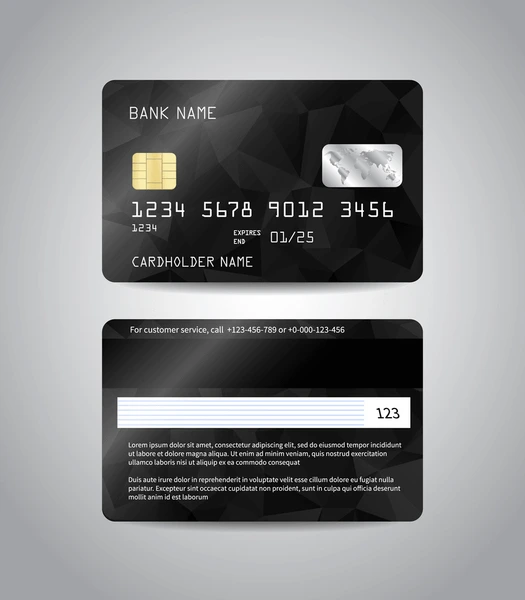 BANK NAME
1234 5678 9012 3456
1234
EXPIRES
END 01/25
CARDHOLDER NAME
For customer service, call +123-456-789 or +0-000-123-456
123
Lorem ipsum dolor sit amet, consectetur adipiscing elit, sed do eiusmod tempor incididunt
ut labore et dolore magna aliqua. Ut enim ad minim veniam, quis nostrud exercitation
ullamco laboris nisi ut aliquip ex ea commodo consequat
Duis aute irure dolor in reprehenderit in voluptate velit esse cillum dolore eu fugiat nulla
pariatur. Excepteur sint occaecat cupidatat non proident, sunt in culpa qui officia deserunt
mollit anim id est laborum